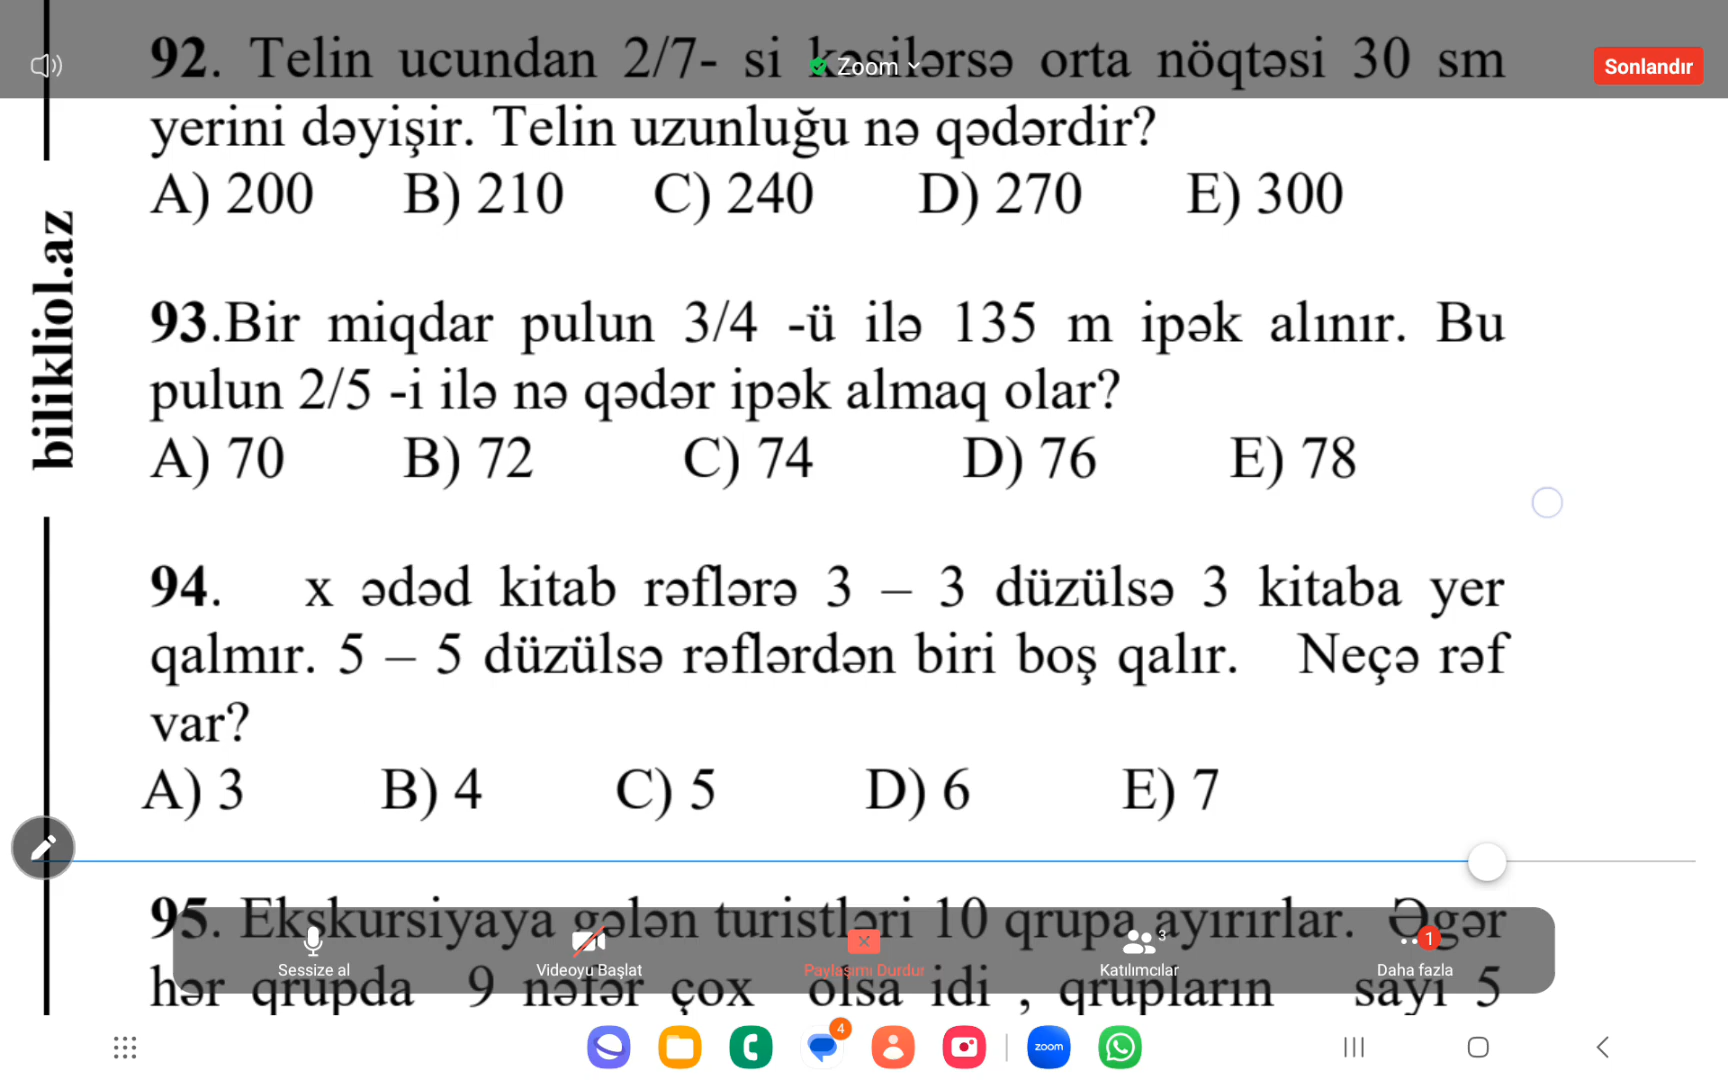 92. Telin ucundan 2/7- si kəsilərsə orta nöqtəsi 30 sm
Zoom
Sonlandır
yerini dəyişir. Telin uzunluğu nə qədərdir?
A) 200 B) 210 C) 240 D) 270 E) 300
bilikliol.az
93.Bir miqdar pulun 3/4 -ü ilə 135 m ipək alınır. Bu
pulun 2/5 -i ilə nə qədər ipək almaq olar?
A) 70 B) 72 C) 74 D) 76 E) 78
94. x ədəd kitab rəflərə 3 – 3 düzülsə 3 kitaba yer
qalmır. 5 – 5 düzülsə rəflərdən biri boş qalır. Neçə rəf
var?
A) 3 B) 4 C) 5 D) 6 E) 7
95. Ekskursiyaya gələn turistləri 10 qrupa ayırırlar. Əgər
3
1
Sessize al Videoyu Başlat Paylaşımı Durdur Katılımcılar Daha fazla
hər qrupda 9 nəfər çox olsa idi , qrupların sayı 5
4
zoom